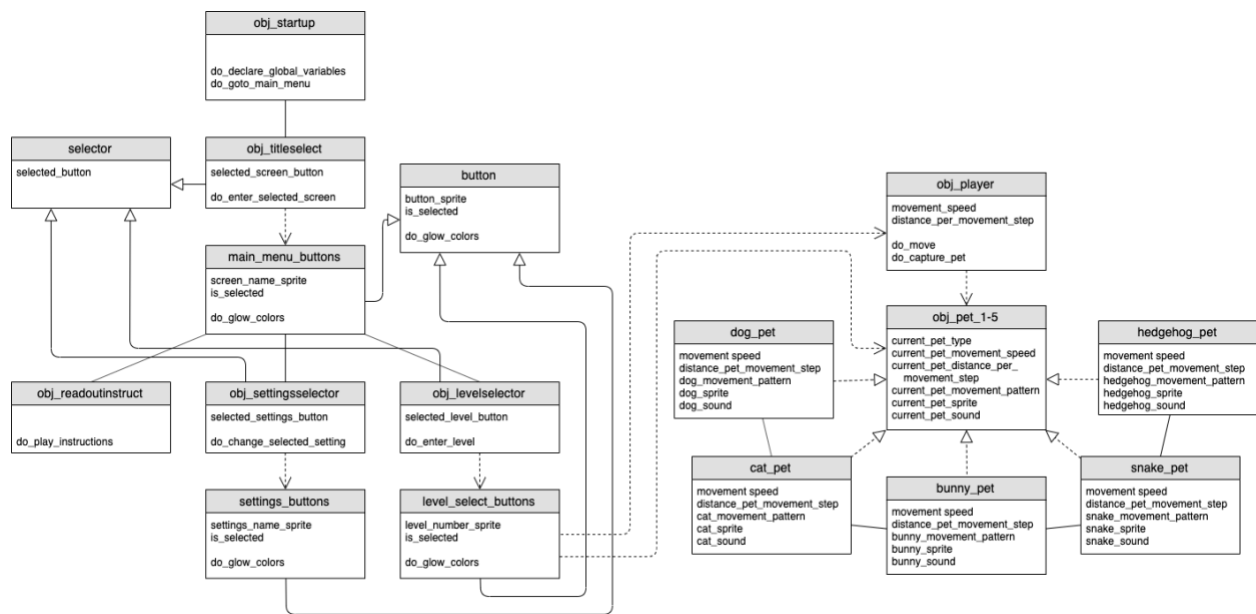 obj_startup
do_declare_global_variables
do_goto_main_menu
selector
selected_button
obj_titleselect
selected_screen_button
do_enter_selected_screen
button
button_sprite
is_selected
do_glow_colors
main_menu_buttons
screen_name_sprite
is_selected
do_glow_colors
obj_readoutinstruct
do_play_instructions
obj_settingsselector
selected_settings_button
do_change_selected_setting
obj_levelselector
selected_level_button
do_enter_level
settings_buttons
settings_name_sprite
is_selected
do_glow_colors
level_select_buttons
level_number_sprite
is_selected
do_glow_colors
obj_player
movement_speed
distance_per_movement_step
do_move
do_capture_pet
obj_pet_1-5
current_pet_type
current_pet_movement_speed
current_pet_distance_per_
movement_step
current_pet_movement_pattern
current_pet_sprite
current_pet_sound
dog_pet
movement speed
distance_pet_movement_step
dog_movement_pattern
dog_sprite
dog_sound
hedgehog_pet
movement speed
distance_pet_movement_step
hedgehog_movement_pattern
hedgehog_sprite
hedgehog_sound
cat_pet
movement speed
distance_pet_movement_step
cat_movement_pattern
cat_sprite
cat_sound
bunny_pet
movement speed
distance_pet_movement_step
bunny_movement_pattern
bunny_sprite
bunny_sound
snake_pet
movement speed
distance_pet_movement_step
snake_movement_pattern
snake_sprite
snake_sound